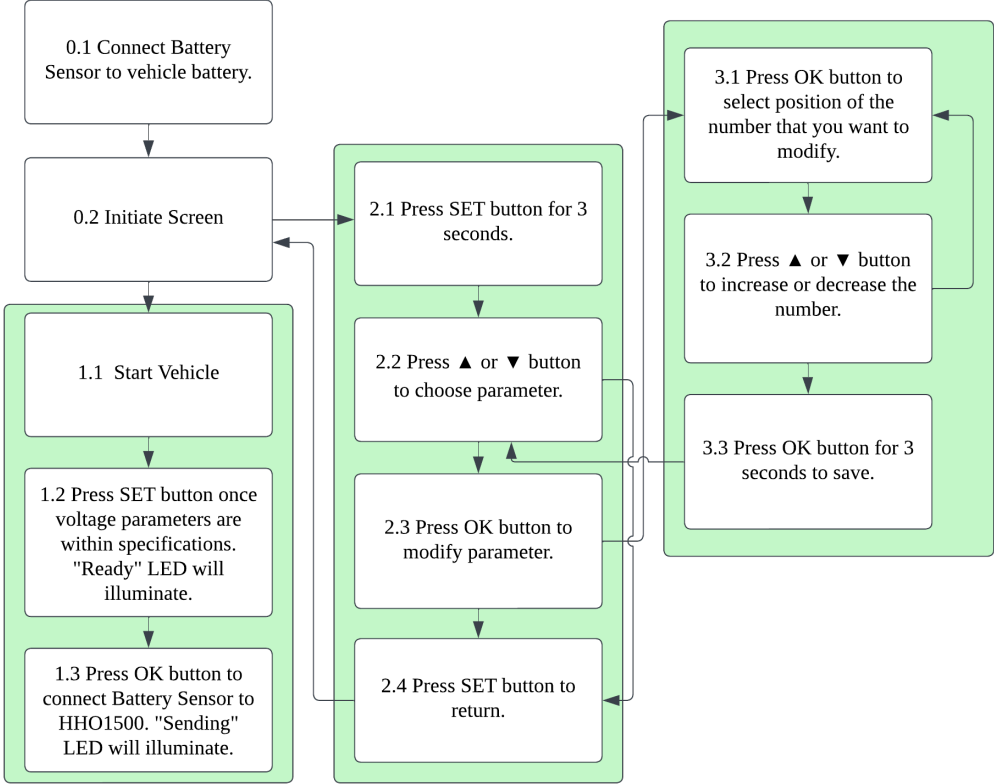 0.1 Connect Battery
Sensor to vehicle battery.
0.2 Initiate Screen
1.1 Start Vehicle
1.2 Press SET button once
voltage parameters are
within specifications.
"Ready" LED will
illuminate.
1.3 Press OK button to
connect Battery Sensor to
HHO1500. "Sending"
LED will illuminate.
2.1 Press SET button for 3
seconds.
2.2 Press ▲ or ▼ button
to choose parameter.
2.3 Press OK button to
modify parameter.
2.4 Press SET button to
return.
3.1 Press OK button to
select position of the
number that you want to
modify.
3.2 Press ▲ or ▼ button
to increase or decrease the
number.
3.3 Press OK button for 3
seconds to save.